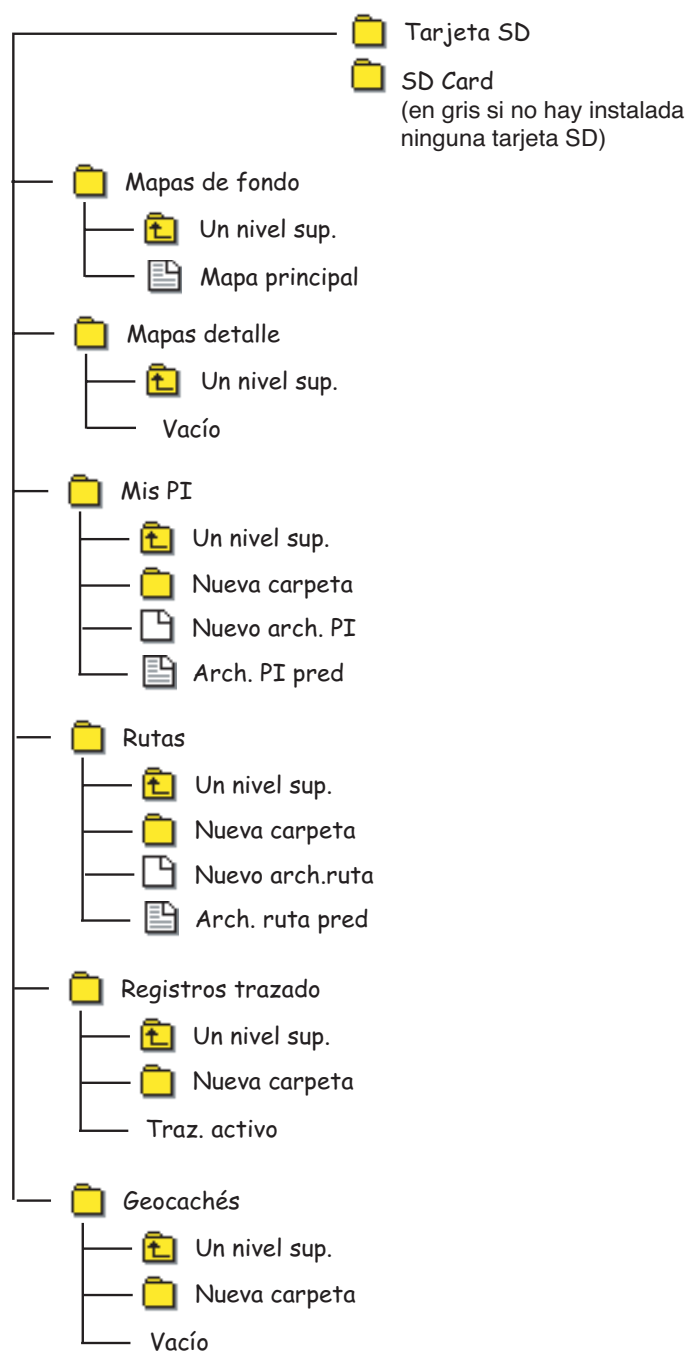 Tarjeta SD
SD Card
(en gris si no hay instalada
ninguna tarjeta SD)
Mapas de fondo
Un nivel sup.
Mapa principal
Mapas detalle
Un nivel sup.
Vacío
Mis PI
Un nivel sup.
Nueva carpeta
Nuevo arch. PI
Arch. PI pred
Rutas
Un nivel sup.
Nueva carpeta
Nuevo arch.ruta
Arch. ruta pred
Registros trazado
Un nivel sup.
Nueva carpeta
Traz. activo
Geocachés
Un nivel sup.
Nueva carpeta
Vacío